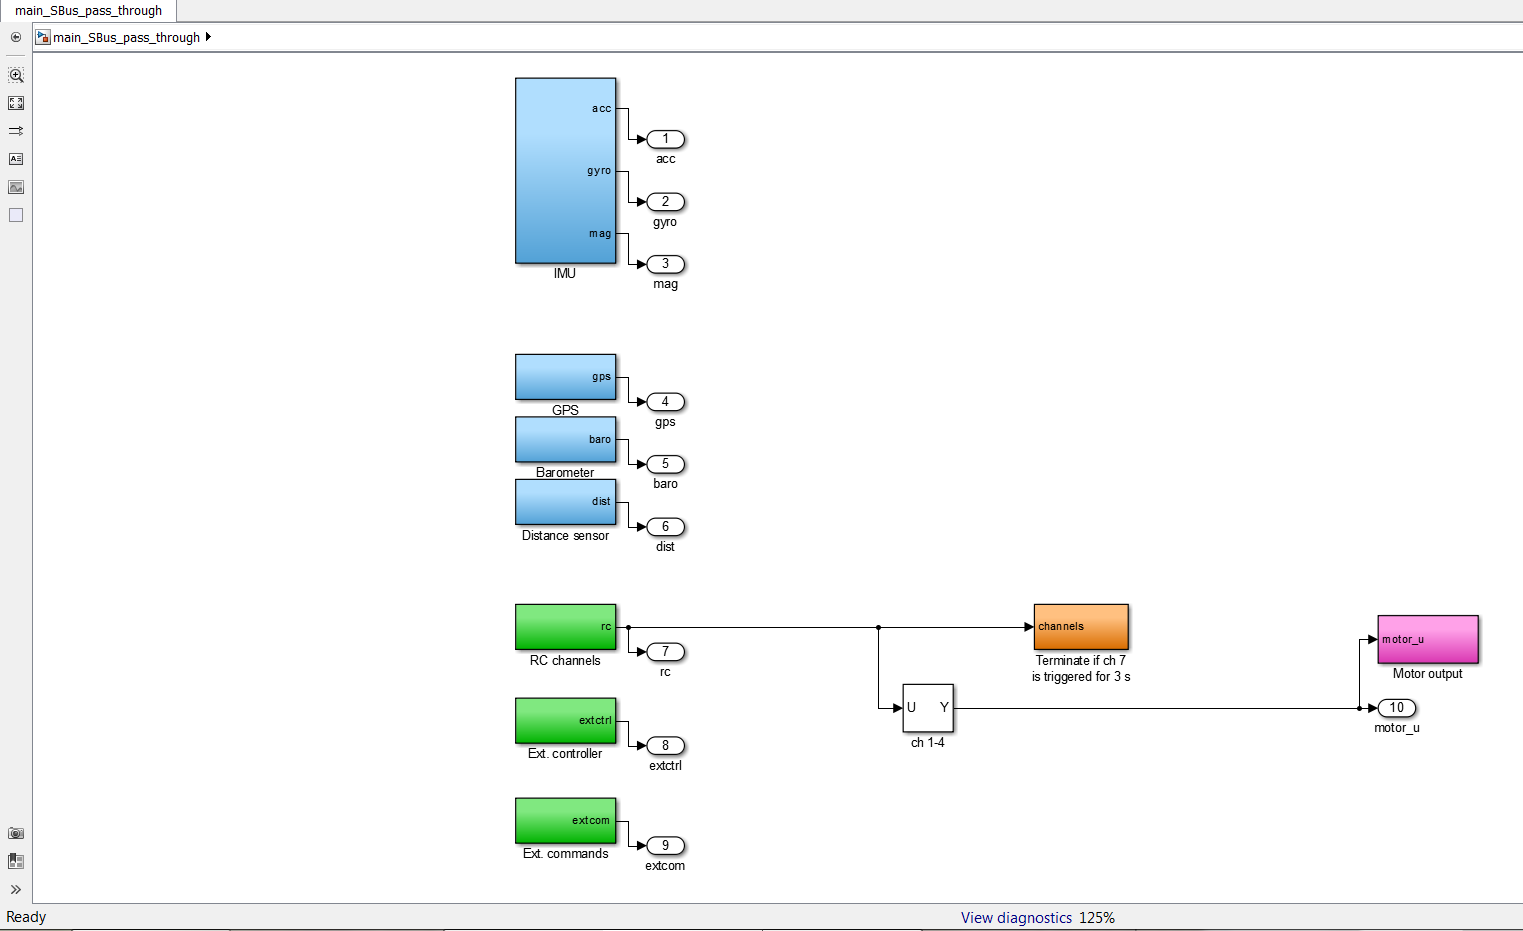 main_SBus_pass_through
main_SBus_pass_through
acc
1
acc
gyro
2
gyro
mag
3
mag
IMU
gps
4
gps
GPS
baro
5
baro
Barometer
dist
6
dist
Distance sensor
rc
7
rc
RC channels
channels
Terminate if ch 7
is triggered for 3 s
motor_u
Motor output
U Y
ch 1-4
10
motor_u
extctrl
8
extctrl
Ext. controller
extcom
9
extcom
Ext. commands
Ready
View diagnostics 125%